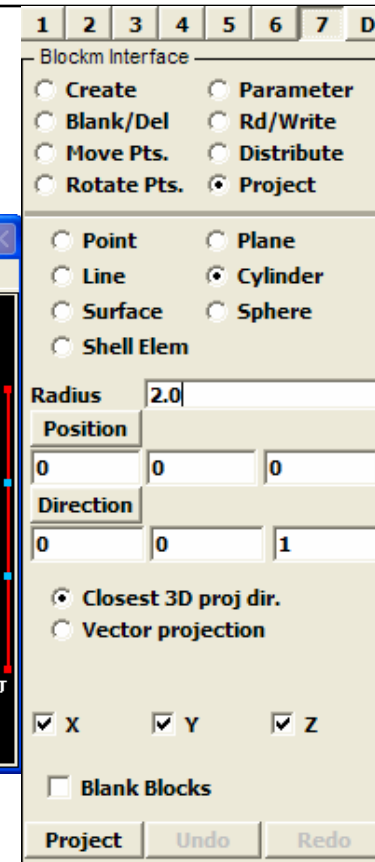 1 2 3 4 5 6 7 D
Blockm Interface
Create Parameter
Blank/Del Rd/Write
Move Pts. Distribute
Rotate Pts. Project
Point Plane
Line Cylinder
Surface Sphere
Shell Elem
Radius 2.0
Position
0 0 0
Direction
0 0 1
Closest 3D proj dir.
Vector projection
X Y Z
Blank Blocks
Project Undo Redo